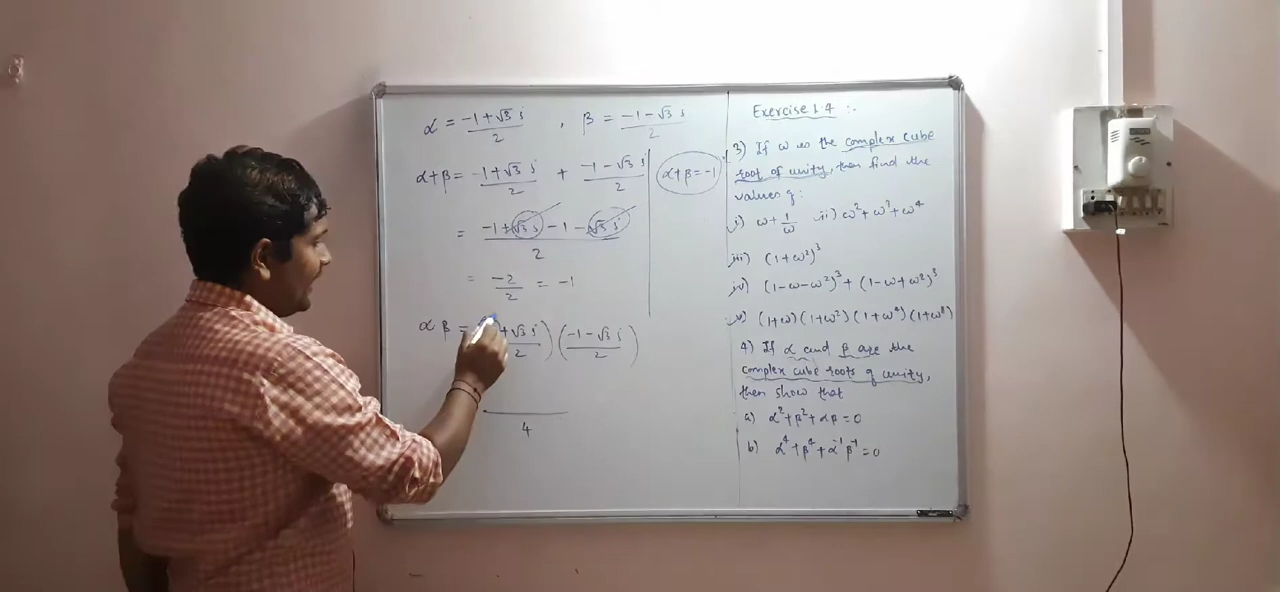 α = -1+√3 i / 2 , β = -1-√3 i / 2
α+β = -1+√3 i / 2 + -1-√3 i / 2
α+β=-1
= -1+√3 i -1-√3 i / 2
= -2/2 = -1
α β = +√3 i / 2) (-1-√3 i / 2)
4
Exercise 1.4 :.
3) If ω is the complex cube
root of unity, then find the
values of:
i) ω+1/ω ii) ω²+ω³+ω⁴
iii) (1+ω²)³
iv) (1-ω-ω²)³+(1-ω+ω²)³
v) (1+ω)(1+ω²)(1+ω⁴)(1+ω⁸)
4) If α and β are the
complex cube roots of unity,
then show that
a) α²+β²+αβ=0
b) α⁴+β⁴+α⁻¹β⁻¹=0